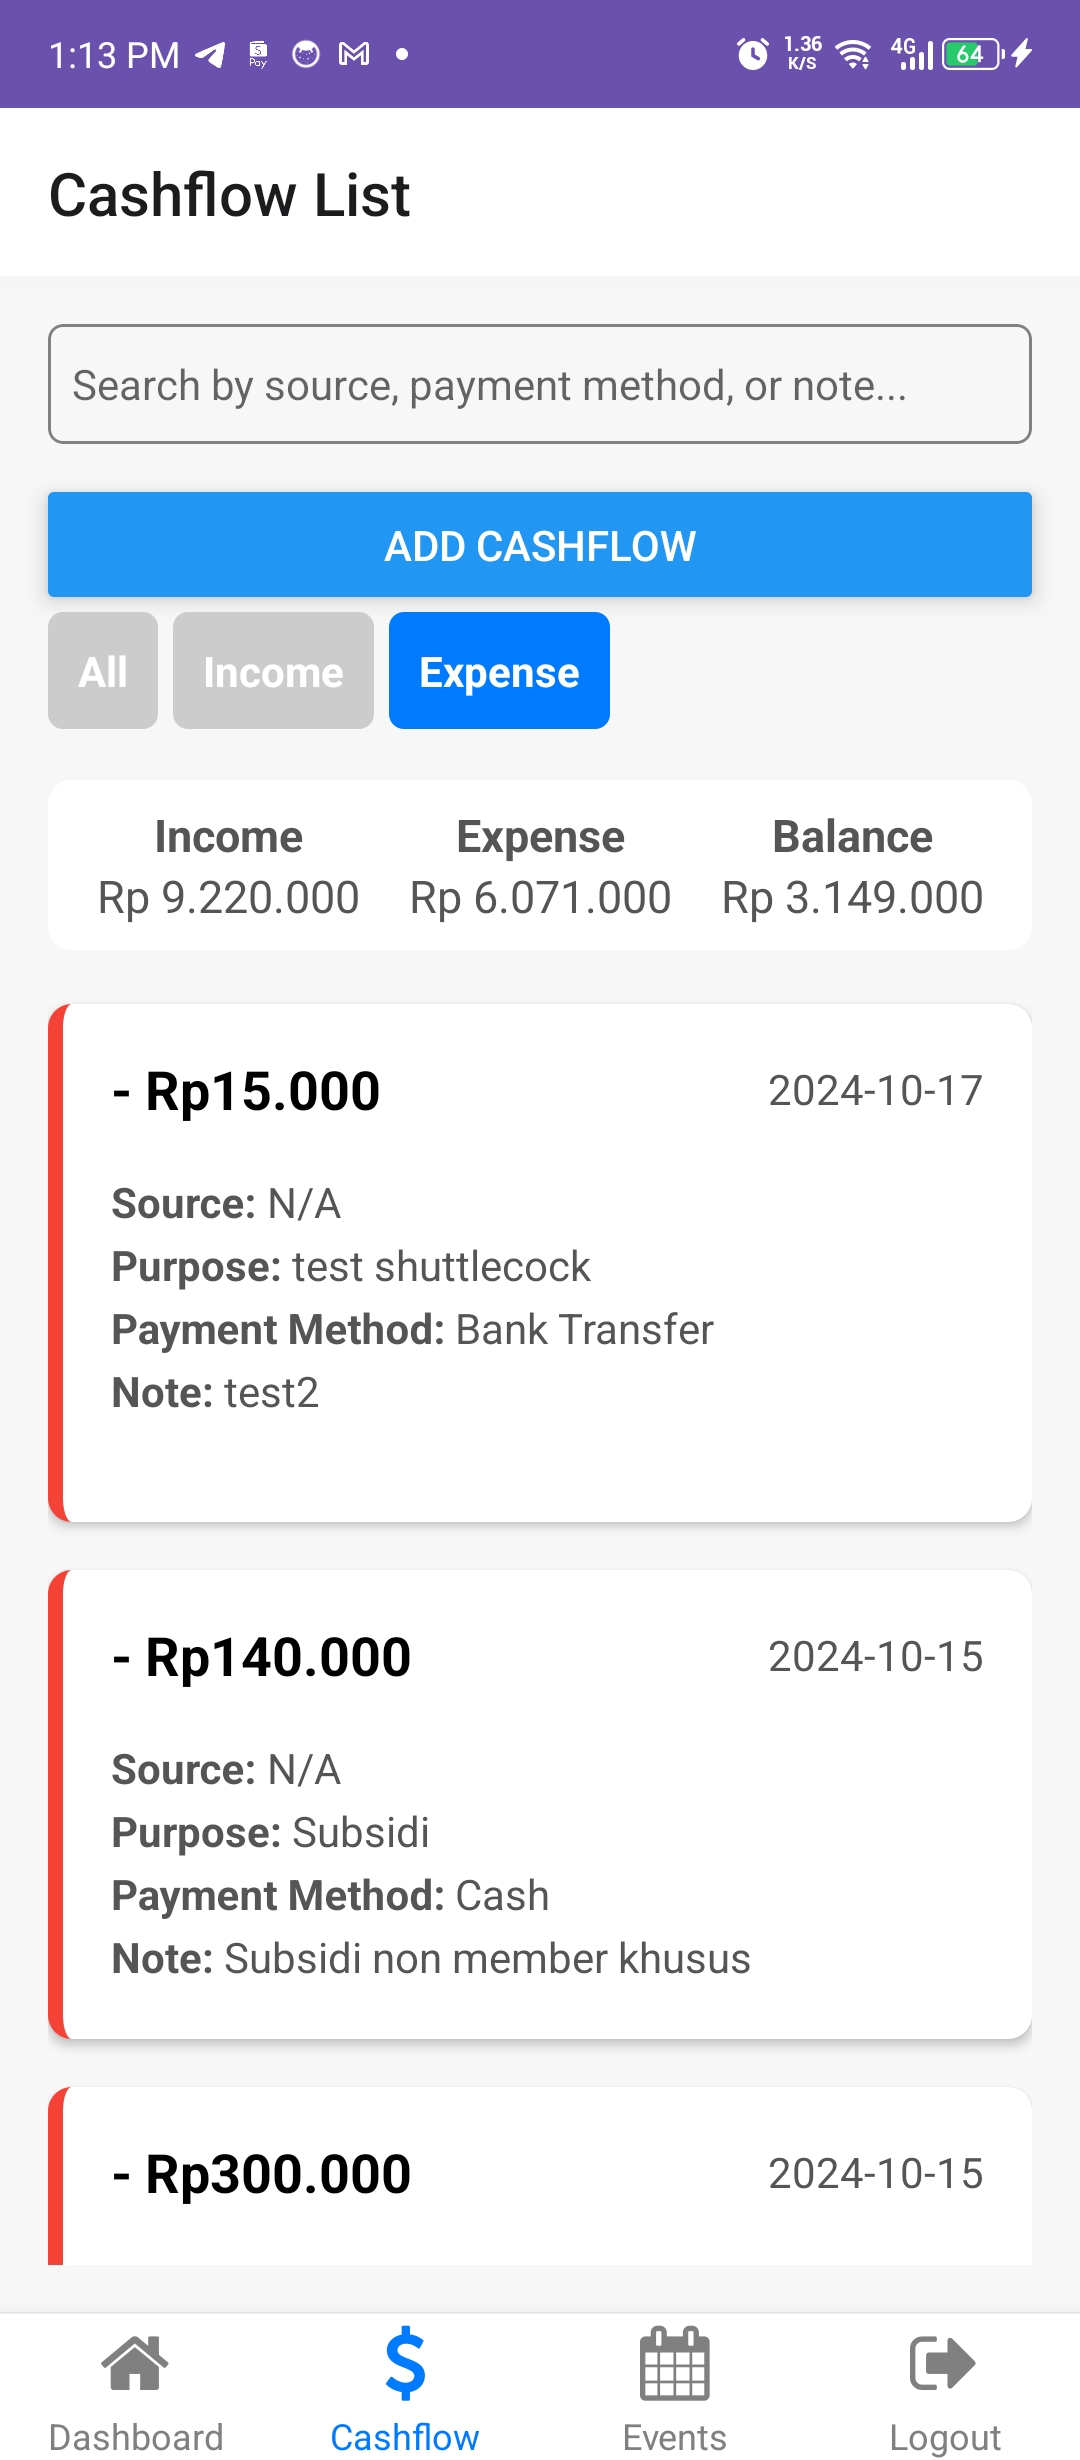 1:13 PM
S Pay
1.36 K/S
4G
64
Cashflow List
Search by source, payment method, or note...
ADD CASHFLOW
All Income Expense
Income Expense Balance
Rp 9.220.000 Rp 6.071.000 Rp 3.149.000
- Rp15.000 2024-10-17
Source: N/A
Purpose: test shuttlecock
Payment Method: Bank Transfer
Note: test2
- Rp140.000 2024-10-15
Source: N/A
Purpose: Subsidi
Payment Method: Cash
Note: Subsidi non member khusus
- Rp300.000 2024-10-15
Dashboard Cashflow Events Logout